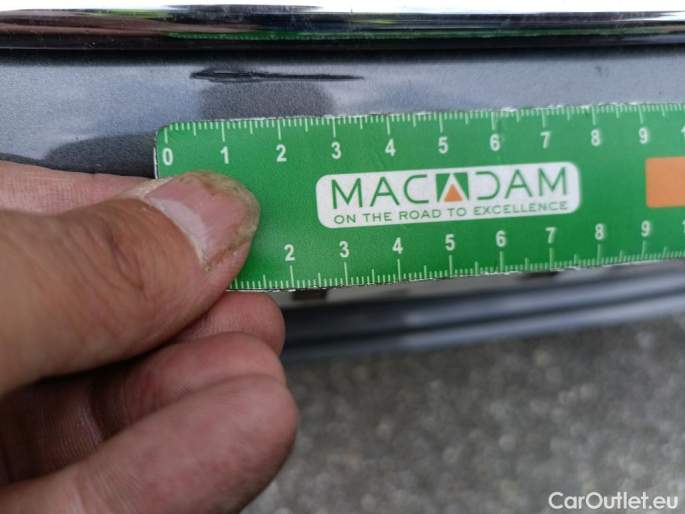 0 1 2 3 4 5 6 7 8 9
MACADAM
ON THE ROAD TO EXCELLENCE
2 3 4 5 6 7 8 9
CarOutlet.eu